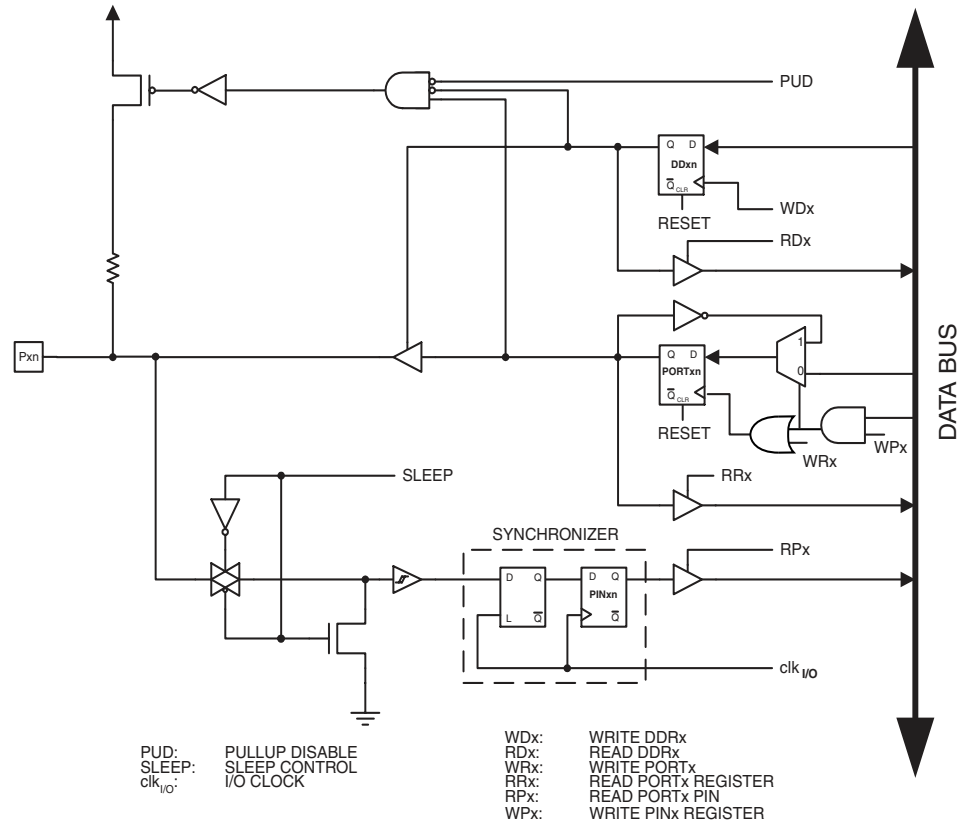 PUD
Q D
DDxn
Q CLR
WDx
RESET
RDx
Pxn
1
Q D
PORTxn
0
Q CLR
RESET
WRx
WPx
DATA BUS
SLEEP
RRx
SYNCHRONIZER
RPx
D Q
D Q
PINxn
L Q
Q
clk I/O
PUD: PULLUP DISABLE
SLEEP: SLEEP CONTROL
clkI/O: I/O CLOCK
WDx: WRITE DDRx
RDx: READ DDRx
WRx: WRITE PORTx
RRx: READ PORTx REGISTER
RPx: READ PORTx PIN
WPx: WRITE PINx REGISTER